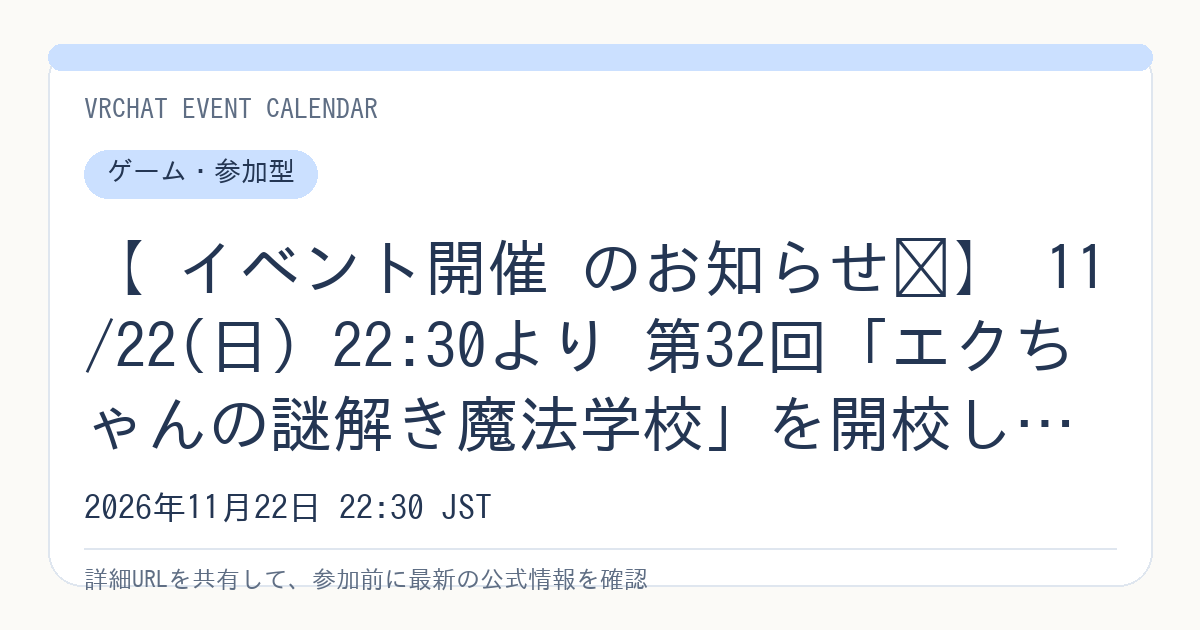 VRCHAT EVENT CALENDAR
ゲーム・参加型
【 イベント開催 のお知らせ】 11
/22(日) 22:30より 第32回「エクち
ゃんの謎解き魔法学校」を開校し…
2026年11月22日 22:30 JST
詳細URLを共有して、参加前に最新の公式情報を確認